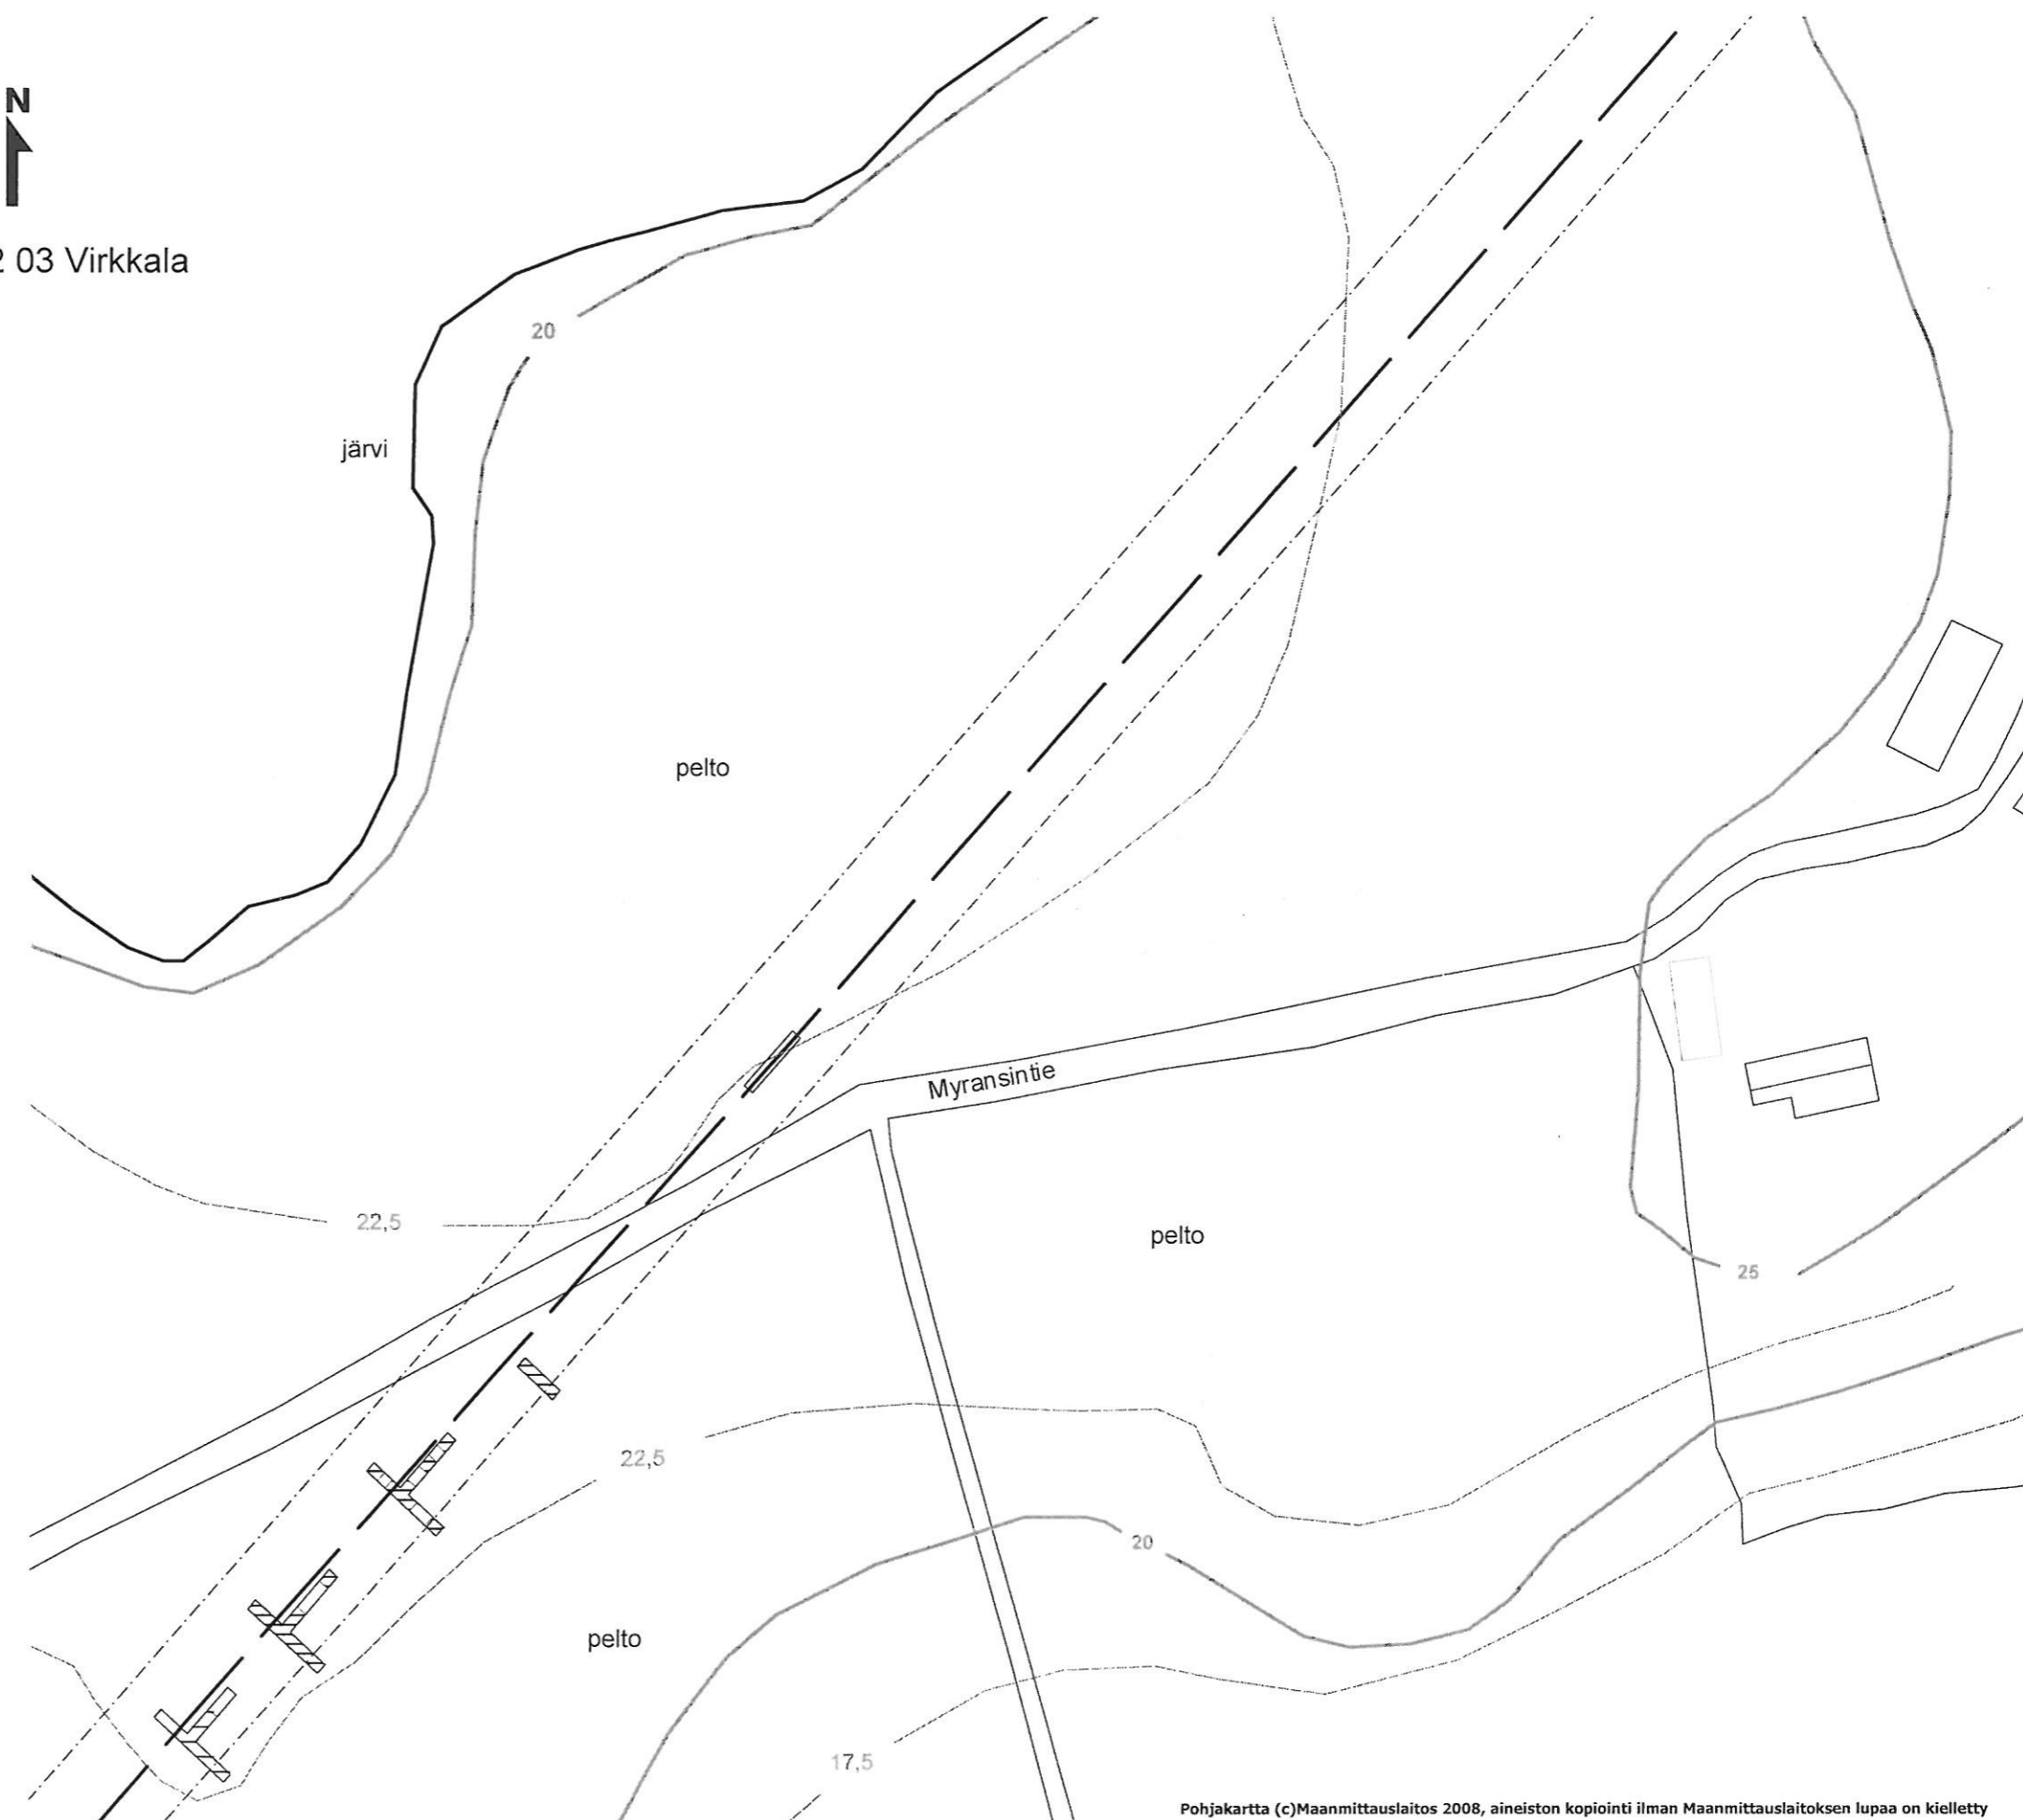 N
2 03 Virkkala
20
järvi
pelto
Myransintie
22,5
pelto
25
22,5
20
pelto
17,5
Pohjakartta (c)Maanmittauslaitos 2008, aineiston kopiointi ilman Maanmittauslaitoksen lupaa on kielletty